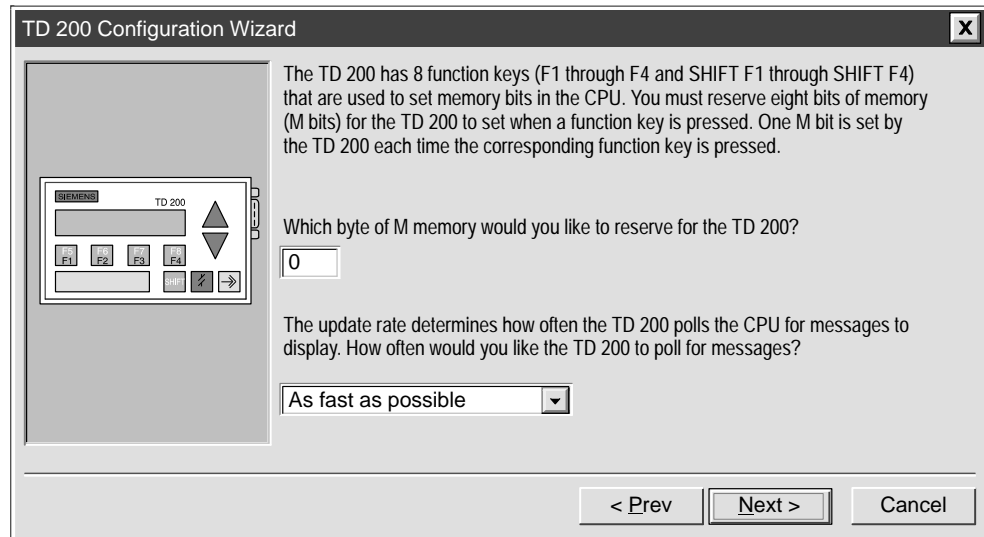 TD 200 Configuration Wizard
X
The TD 200 has 8 function keys (F1 through F4 and SHIFT F1 through SHIFT F4)
that are used to set memory bits in the CPU. You must reserve eight bits of memory
(M bits) for the TD 200 to set when a function key is pressed. One M bit is set by
the TD 200 each time the corresponding function key is pressed.
SIEMENS
TD 200
F5 F6 F7 F8
F1 F2 F3 F4
SHIFT
Which byte of M memory would you like to reserve for the TD 200?
0
The update rate determines how often the TD 200 polls the CPU for messages to
display. How often would you like the TD 200 to poll for messages?
As fast as possible
< Prev Next > Cancel